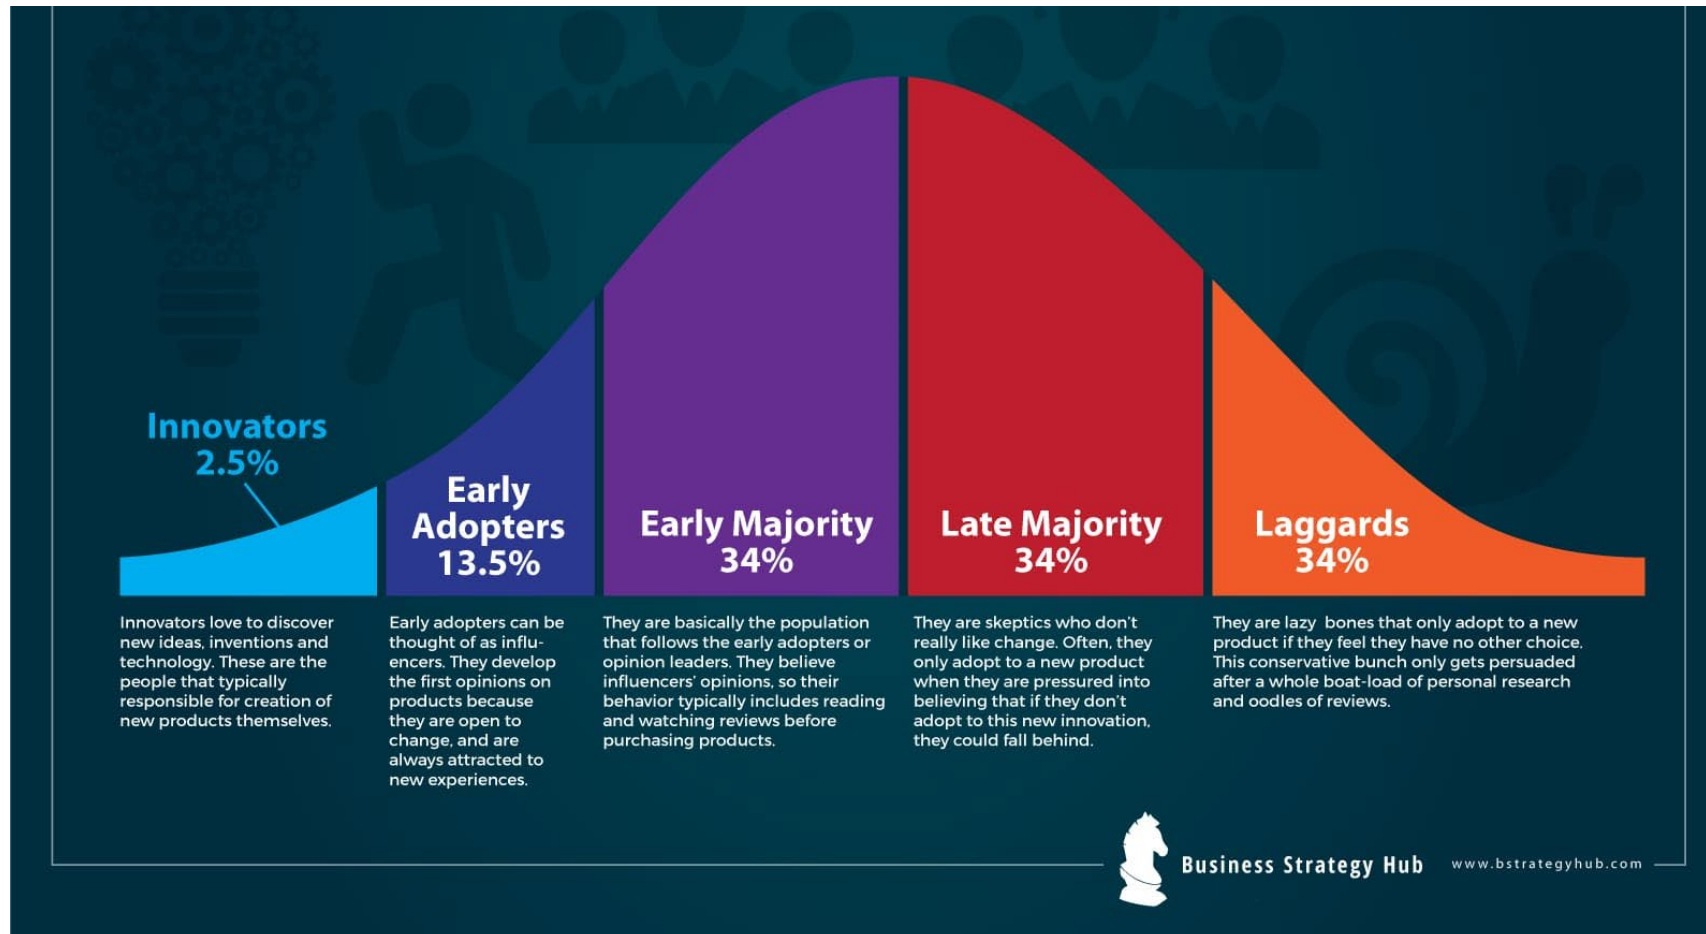 Innovators
2.5%
Early
Adopters
13.5%
Early Majority
34%
Late Majority
34%
Laggards
34%
Innovators love to discover
new ideas, inventions and
technology. These are the
people that typically
responsible for creation of
new products themselves.
Early adopters can be
thought of as influ-
encers. They develop
the first opinions on
products because
they are open to
change, and are
always attracted to
new experiences.
They are basically the population
that follows the early adopters or
opinion leaders. They believe
influencers' opinions, so their
behavior typically includes reading
and watching reviews before
purchasing products.
They are skeptics who don't
really like change. Often, they
only adopt to a new product
when they are pressured into
believing that if they don't
adopt to this new innovation,
they could fall behind.
They are lazy bones that only adopt to a new
product if they feel they have no other choice.
This conservative bunch only gets persuaded
after a whole boat-load of personal research
and oodles of reviews.
Business Strategy Hub
www.bstrategyhub.com